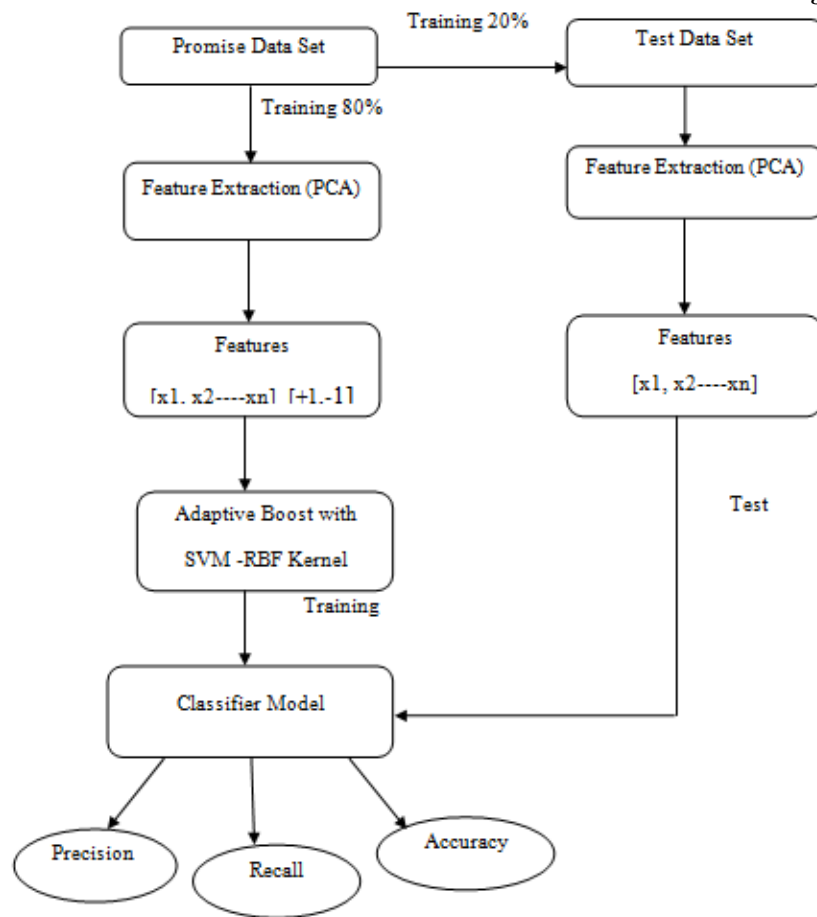 Training 20%
Promise Data Set
Test Data Set
Training 80%
Feature Extraction (PCA)
Feature Extraction (PCA)
Features
[x1, x2----xn] [+1,-1]
Features
[x1, x2----xn]
Adaptive Boost with
SVM -RBF Kernel
Test
Training
Classifier Model
Precision
Recall
Accuracy